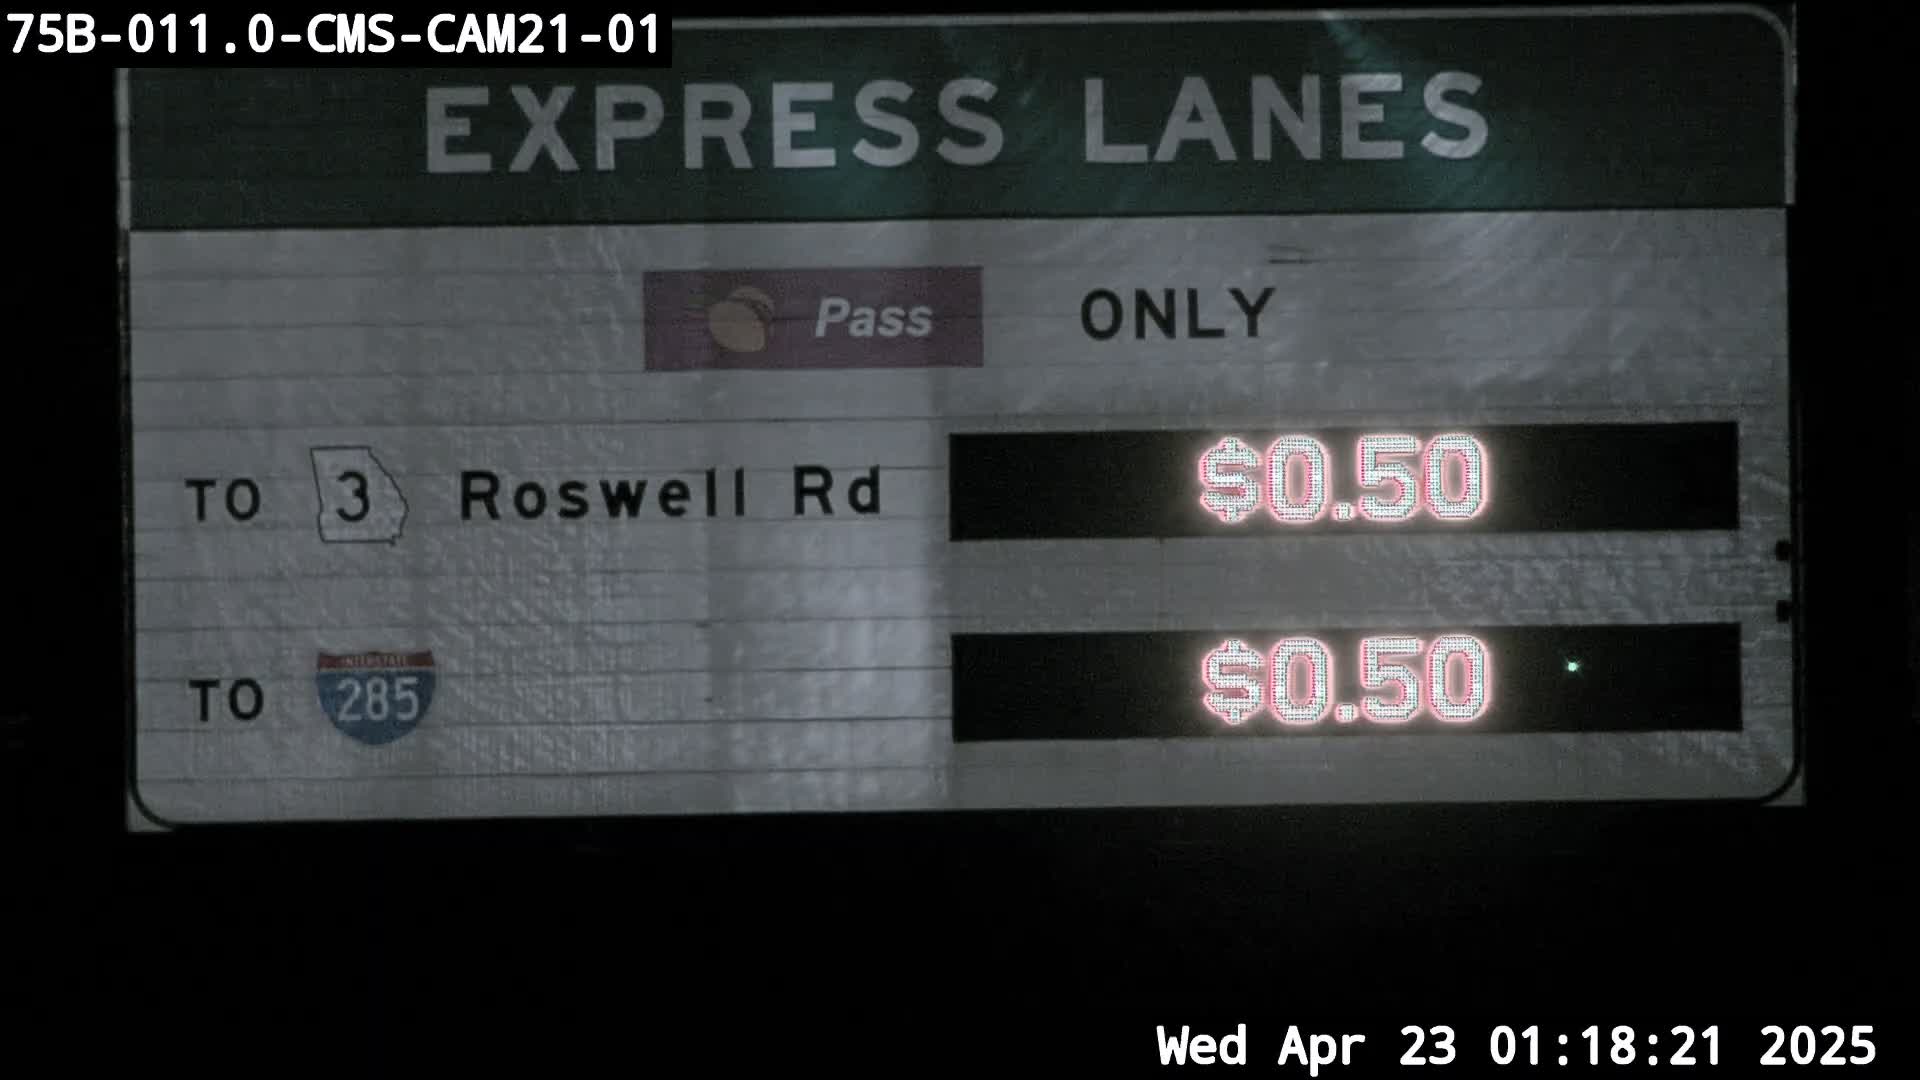 75B-011.0-CMS-CAM21-01
EXPRESS LANES
Pass ONLY
TO 3 Roswell Rd $0.50
TO INTERSTATE 285 $0.50
Wed Apr 23 01:18:21 2025